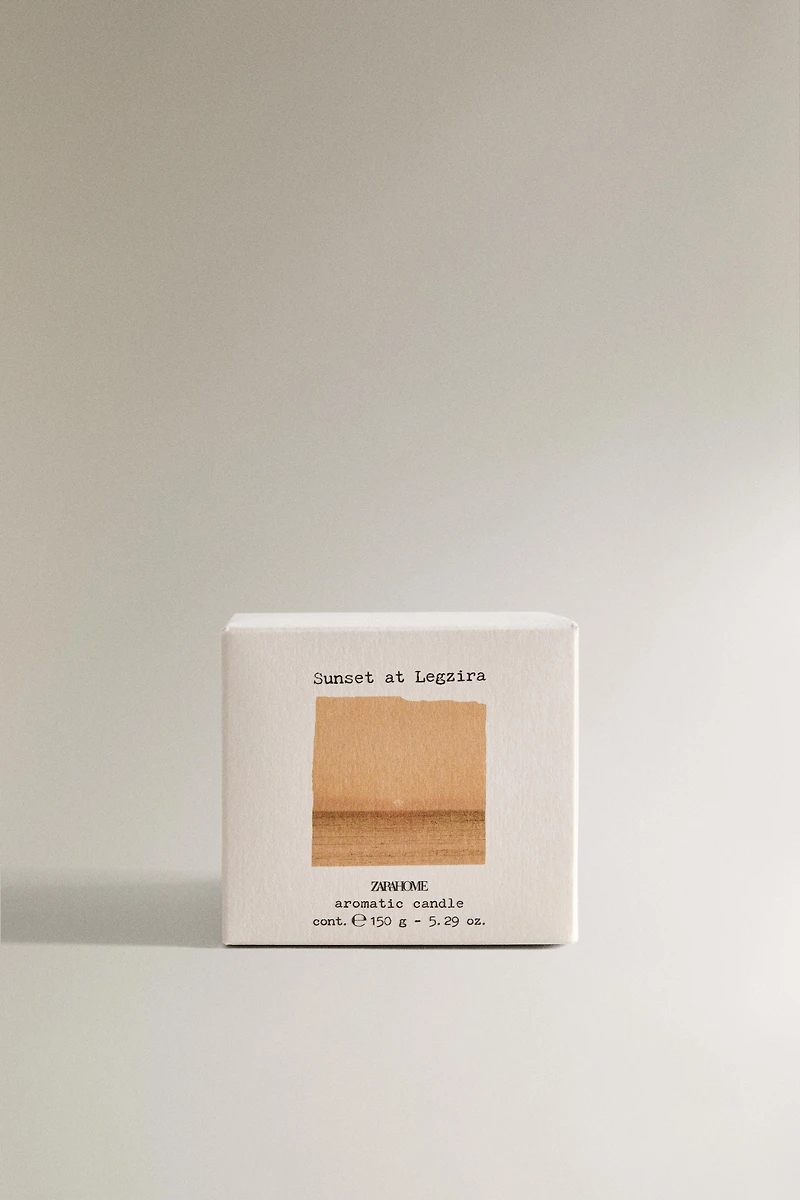 Sunset at Legzira
ZARAHOME
aromatic candle
cont. ℮ 150 g - 5.29 oz.